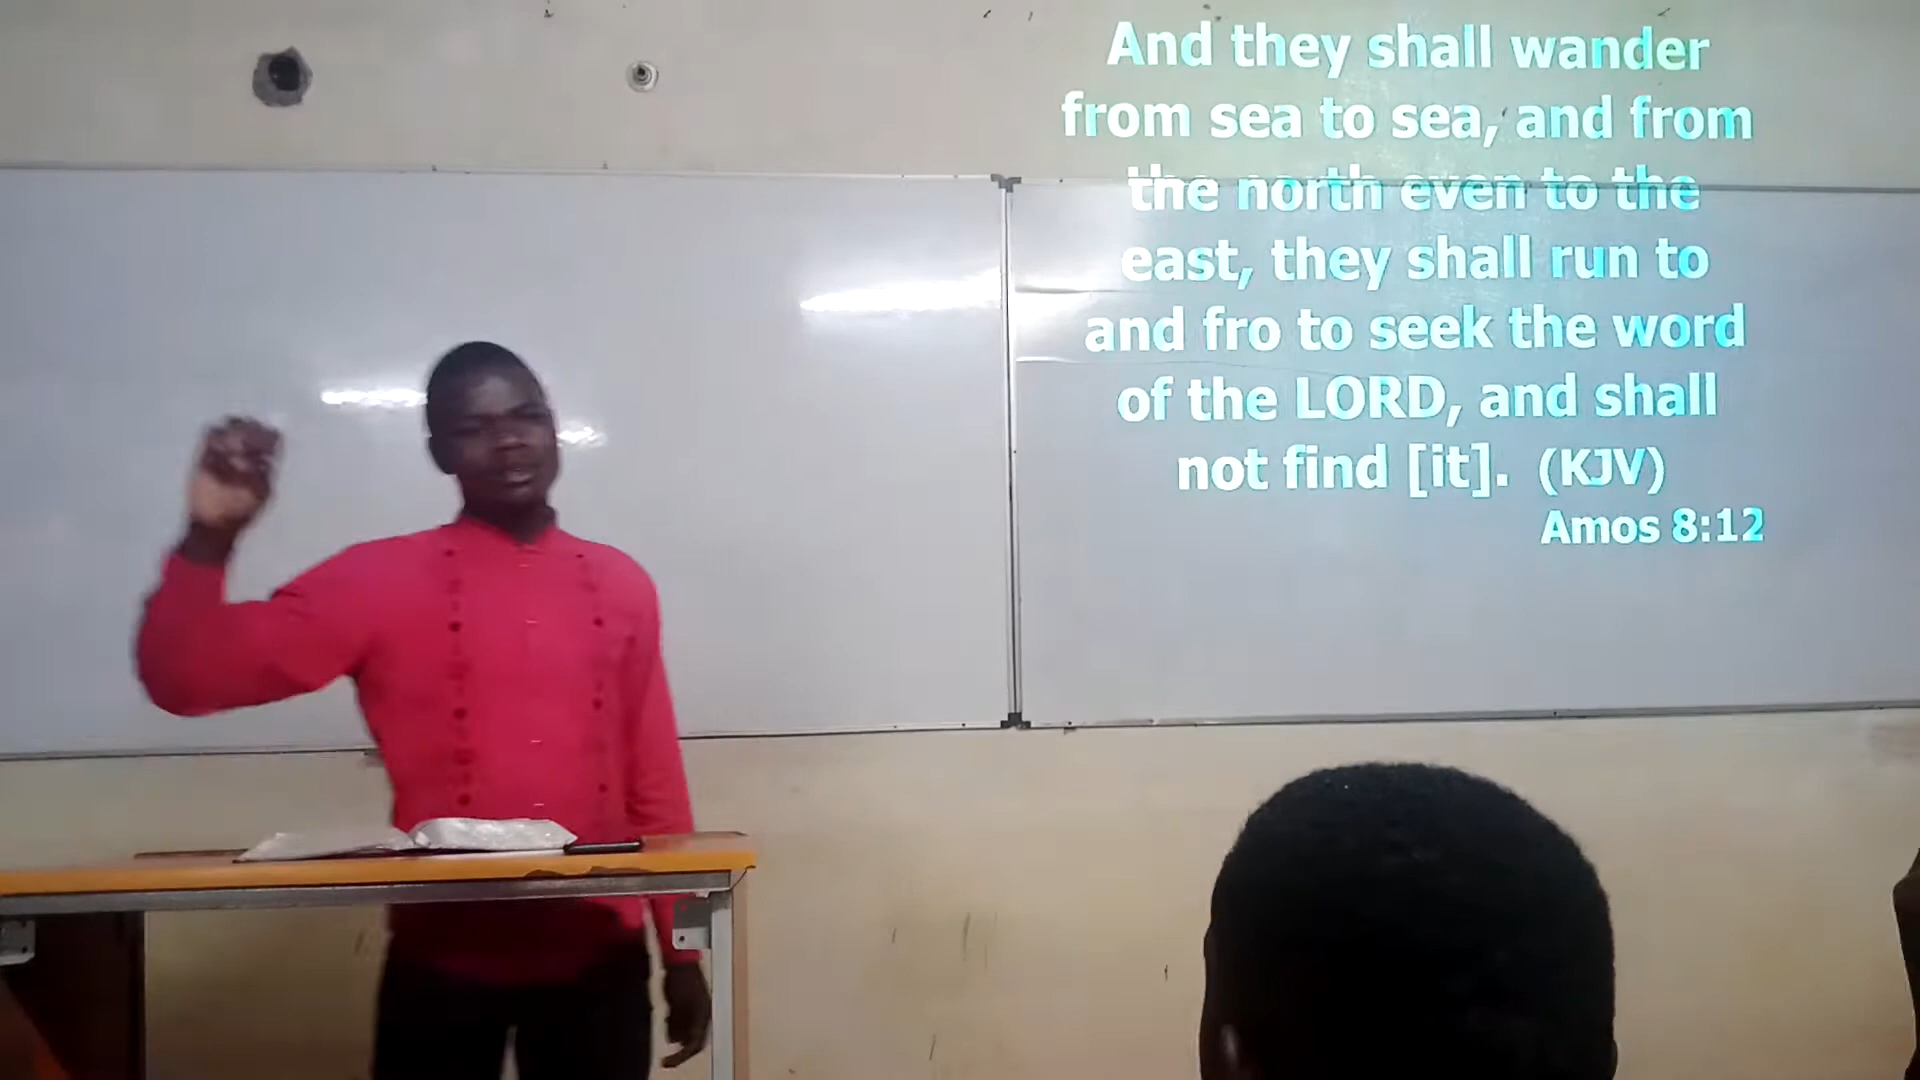 And they shall wander
from sea to sea, and from
the north even to the
east, they shall run to
and fro to seek the word
of the LORD, and shall
not find [it]. (KJV)
Amos 8:12